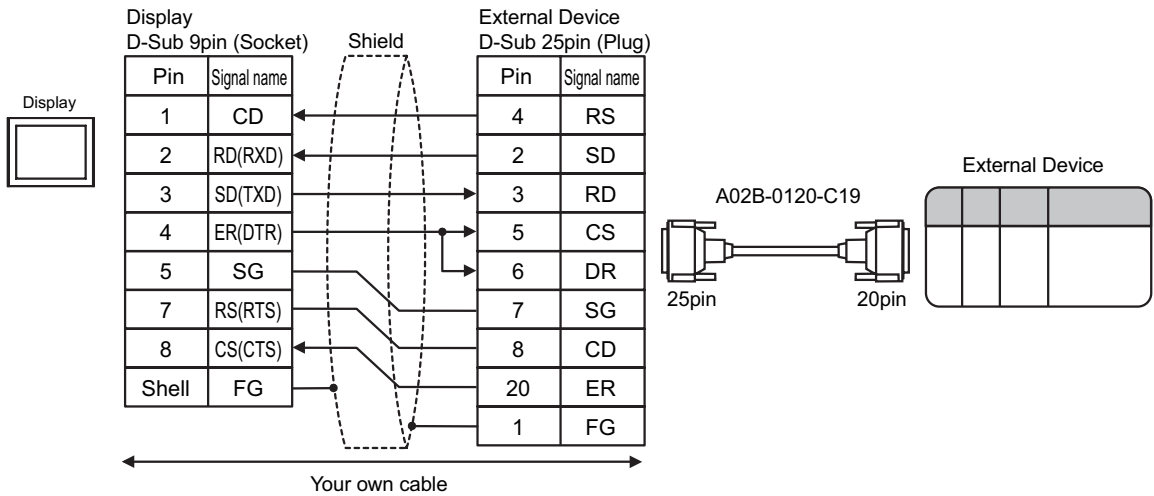 Display
D-Sub 9pin (Socket)
Shield
External Device
D-Sub 25pin (Plug)
Pin Signal name
Pin Signal name
1 CD
4 RS
2 RD(RXD)
2 SD
3 SD(TXD)
3 RD
4 ER(DTR)
5 CS
5 SG
6 DR
7 RS(RTS)
7 SG
8 CS(CTS)
8 CD
Shell FG
20 ER
1 FG
Your own cable
Display
A02B-0120-C19
25pin
20pin
External Device